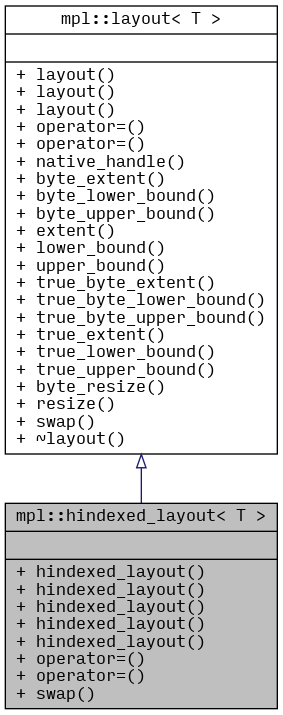 mpl::layout< T >
+ layout()
+ layout()
+ layout()
+ operator=()
+ operator=()
+ native_handle()
+ byte_extent()
+ byte_lower_bound()
+ byte_upper_bound()
+ extent()
+ lower_bound()
+ upper_bound()
+ true_byte_extent()
+ true_byte_lower_bound()
+ true_byte_upper_bound()
+ true_extent()
+ true_lower_bound()
+ true_upper_bound()
+ byte_resize()
+ resize()
+ swap()
+ ~layout()
mpl::hindexed_layout< T >
+ hindexed_layout()
+ hindexed_layout()
+ hindexed_layout()
+ hindexed_layout()
+ hindexed_layout()
+ operator=()
+ operator=()
+ swap()